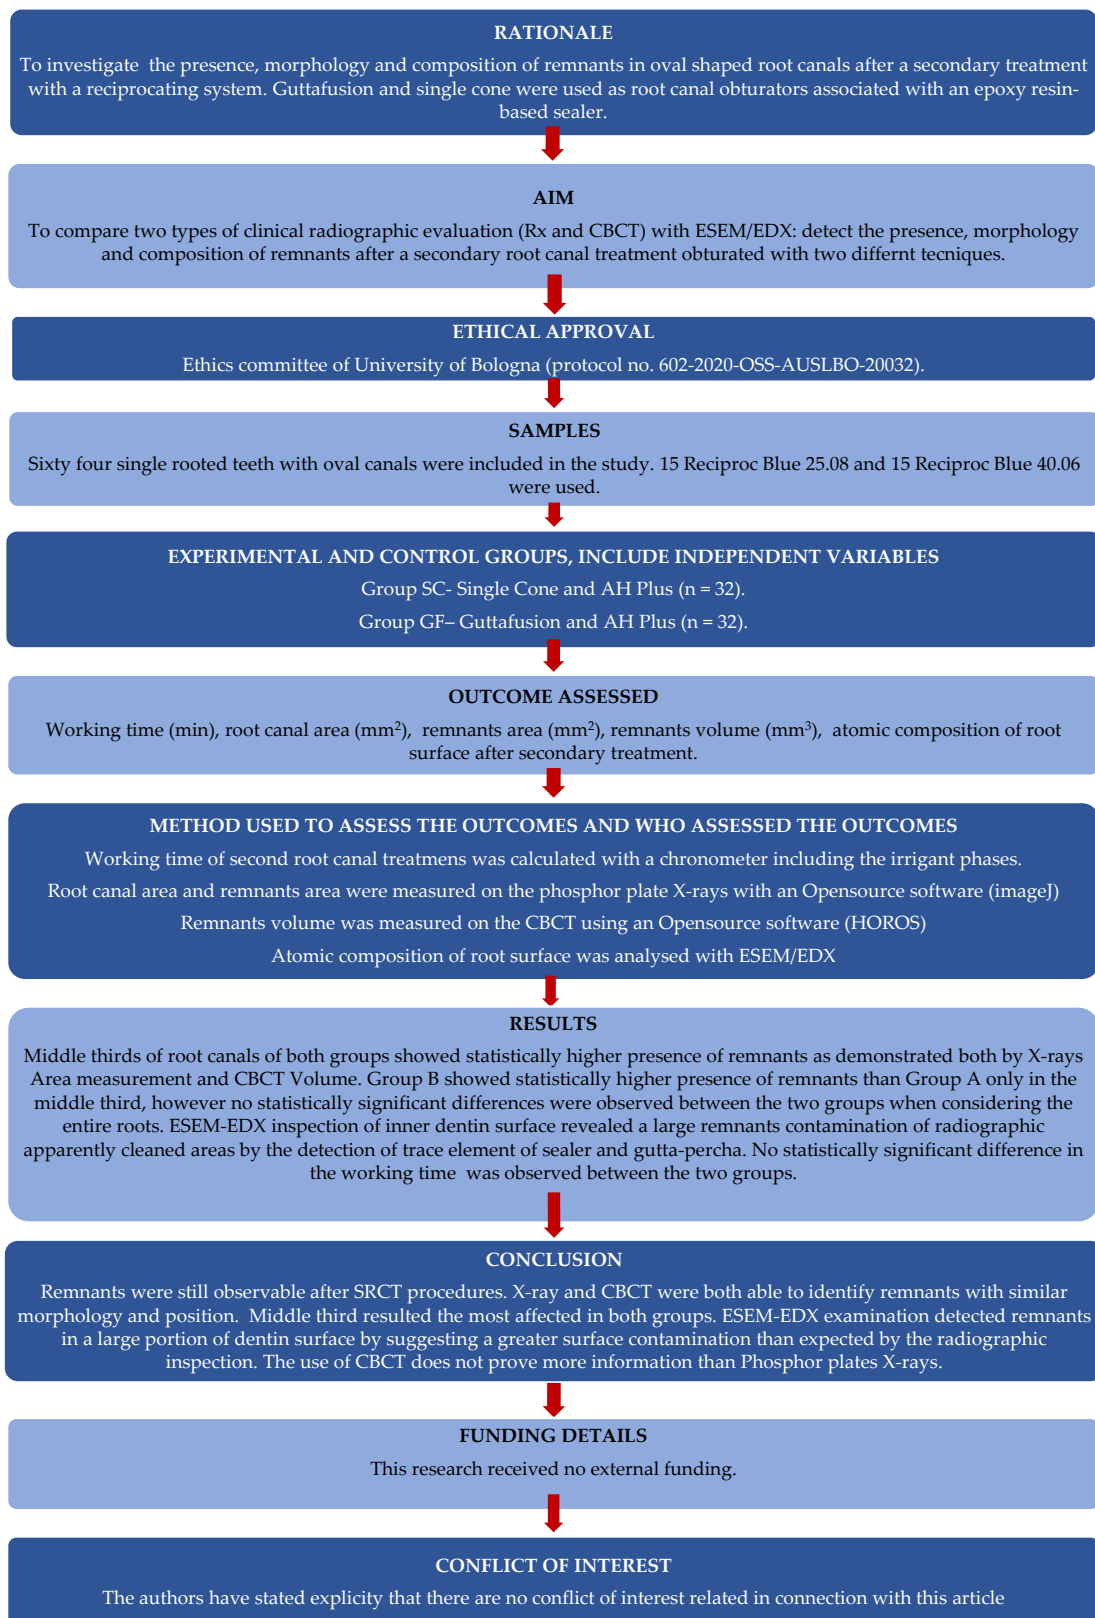 RATIONALE
To investigate the presence, morphology and composition of remnants in oval shaped root canals after a secondary treatment
with a reciprocating system. Guttafusion and single cone were used as root canal obturators associated with an epoxy resin-
based sealer.
AIM
To compare two types of clinical radiographic evaluation (Rx and CBCT) with ESEM/EDX: detect the presence, morphology
and composition of remnants after a secondary root canal treatment obturated with two differnt tecniques.
ETHICAL APPROVAL
Ethics committee of University of Bologna (protocol no. 602-2020-OSS-AUSLBO-20032).
SAMPLES
Sixty four single rooted teeth with oval canals were included in the study. 15 Reciproc Blue 25.08 and 15 Reciproc Blue 40.06
were used.
EXPERIMENTAL AND CONTROL GROUPS, INCLUDE INDEPENDENT VARIABLES
Group SC- Single Cone and AH Plus (n = 32).
Group GF– Guttafusion and AH Plus (n = 32).
OUTCOME ASSESSED
Working time (min), root canal area (mm²), remnants area (mm²), remnants volume (mm³), atomic composition of root
surface after secondary treatment.
METHOD USED TO ASSESS THE OUTCOMES AND WHO ASSESSED THE OUTCOMES
Working time of second root canal treatmens was calculated with a chronometer including the irrigant phases.
Root canal area and remnants area were measured on the phosphor plate X-rays with an Opensource software (imageJ)
Remnants volume was measured on the CBCT using an Opensource software (HOROS)
Atomic composition of root surface was analysed with ESEM/EDX
RESULTS
Middle thirds of root canals of both groups showed statistically higher presence of remnants as demonstrated both by X-rays
Area measurement and CBCT Volume. Group B showed statistically higher presence of remnants than Group A only in the
middle third, however no statistically significant differences were observed between the two groups when considering the
entire roots. ESEM-EDX inspection of inner dentin surface revealed a large remnants contamination of radiographic
apparently cleaned areas by the detection of trace element of sealer and gutta-percha. No statistically significant difference in
the working time was observed between the two groups.
CONCLUSION
Remnants were still observable after SRCT procedures. X-ray and CBCT were both able to identify remnants with similar
morphology and position. Middle third resulted the most affected in both groups. ESEM-EDX examination detected remnants
in a large portion of dentin surface by suggesting a greater surface contamination than expected by the radiographic
inspection. The use of CBCT does not prove more information than Phosphor plates X-rays.
FUNDING DETAILS
This research received no external funding.
CONFLICT OF INTEREST
The authors have stated explicity that there are no conflict of interest related in connection with this article